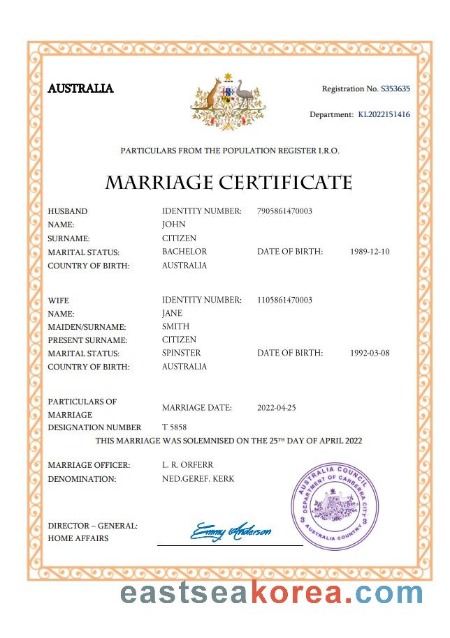 AUSTRALIA
Registration No. S353635
Department: KL2022151416
PARTICULARS FROM THE POPULATION REGISTER I.R.O.
MARRIAGE CERTIFICATE
HUSBAND IDENTITY NUMBER: 7905861470003
NAME: JOHN
SURNAME: CITIZEN
MARITAL STATUS: BACHELOR DATE OF BIRTH: 1989-12-10
COUNTRY OF BIRTH: AUSTRALIA
WIFE IDENTITY NUMBER: 1105861470003
NAME: JANE
MAIDEN/SURNAME: SMITH
PRESENT SURNAME: CITIZEN
MARITAL STATUS: SPINSTER DATE OF BIRTH: 1992-03-08
COUNTRY OF BIRTH: AUSTRALIA
PARTICULARS OF
MARRIAGE MARRIAGE DATE: 2022-04-25
DESIGNATION NUMBER T 5858
THIS MARRIAGE WAS SOLEMNISED ON THE 25TH DAY OF APRIL 2022
MARRIAGE OFFICER: L. R. ORFERR
DENOMINATION: NED.GEREF. KERK
AUSTRALIA COUNCIL
DEPARTMENT OF CANBERRA CITY
AUSTRALIA COUNTRY
DIRECTOR – GENERAL: Emmy Anderson
HOME AFFAIRS
eastseakorea.com